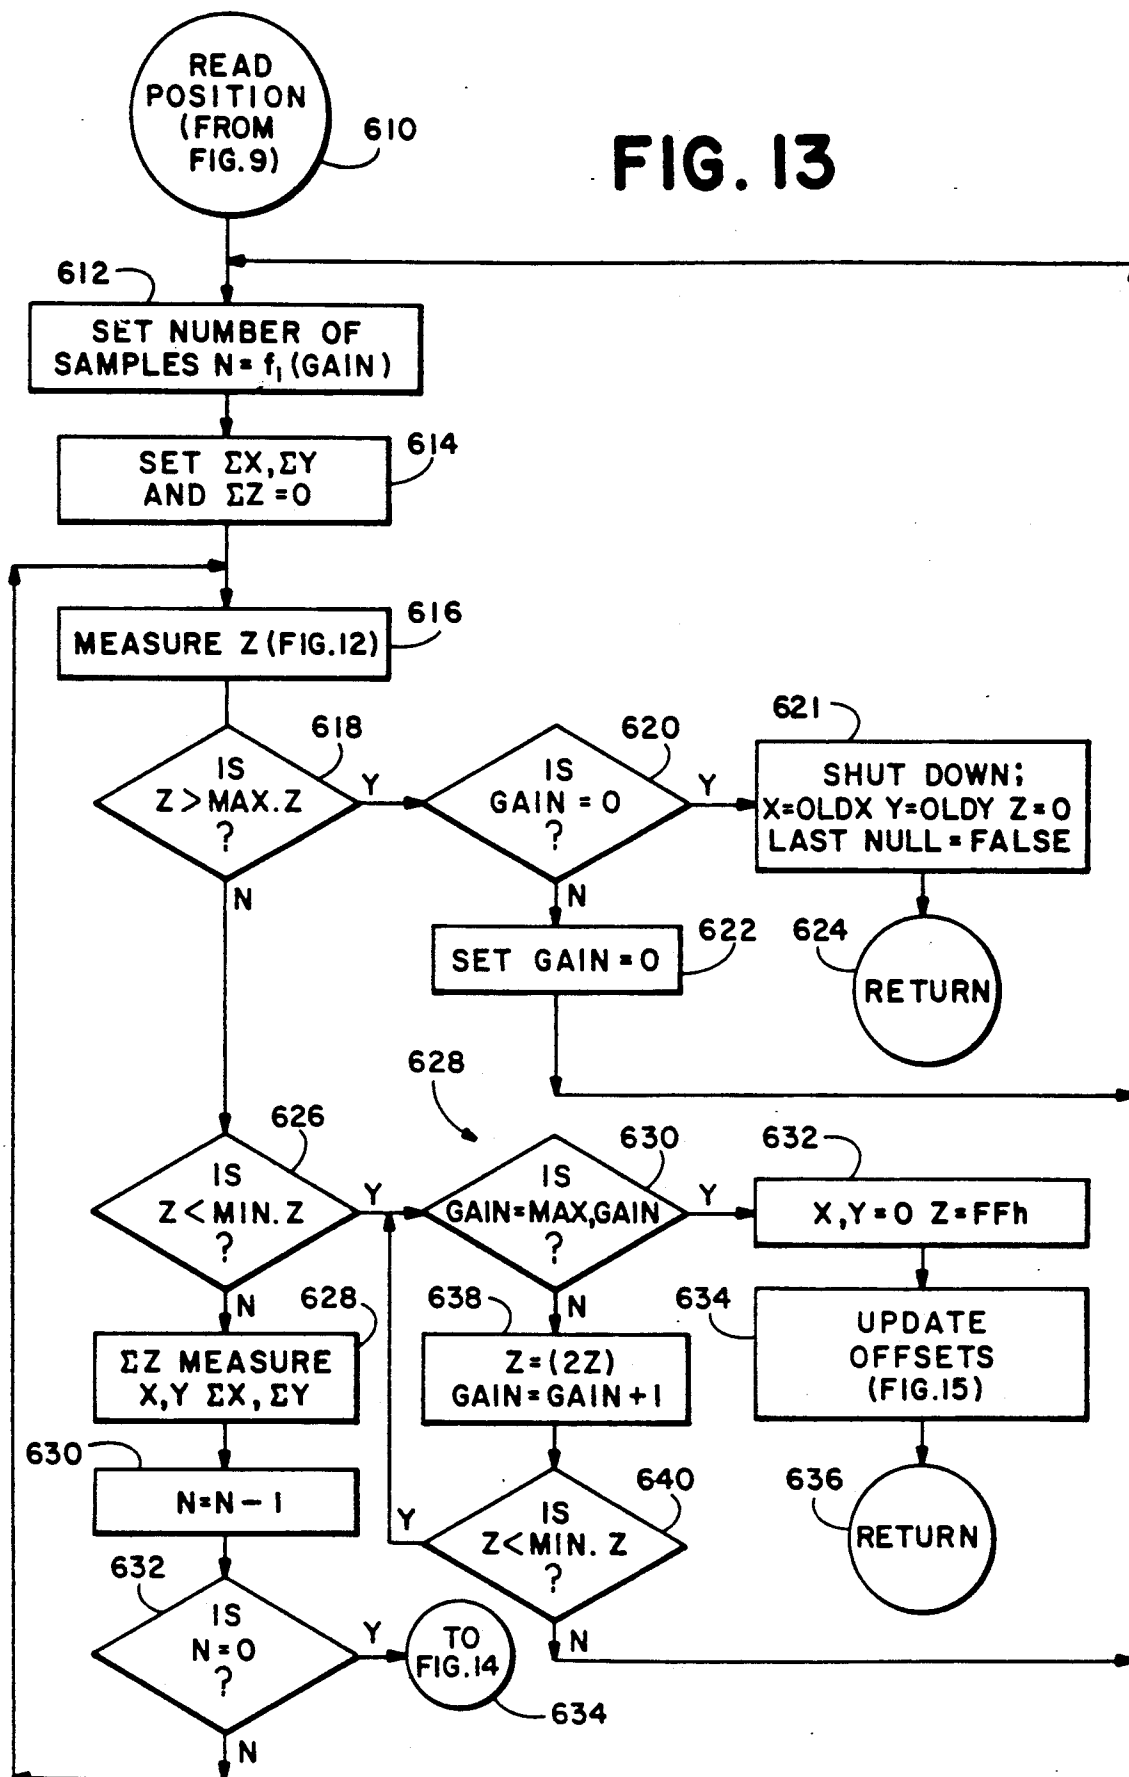 READ
POSITION
(FROM
FIG.9)
610
FIG. 13
612
SET NUMBER OF
SAMPLES N = f₁ (GAIN)
614
SET ΣX, ΣY
AND ΣZ = 0
616
MEASURE Z (FIG.12)
618
IS
Z > MAX. Z
?
Y
N
620
IS
GAIN = 0
?
Y
N
621
SHUT DOWN;
X=OLDX Y=OLDY Z=0
LAST NULL = FALSE
622
SET GAIN = 0
624
RETURN
628
626
IS
Z < MIN. Z
?
Y
N
630
IS
GAIN=MAX,GAIN
?
Y
N
632
X,Y=0 Z=FFh
628
ΣZ MEASURE
X,Y ΣX, ΣY
638
Z=(2Z)
GAIN=GAIN+1
634
UPDATE
OFFSETS
(FIG.15)
630
N=N-1
640
IS
Z<MIN. Z
?
Y
N
636
RETURN
632
IS
N=0
?
Y
N
TO
FIG.14
634